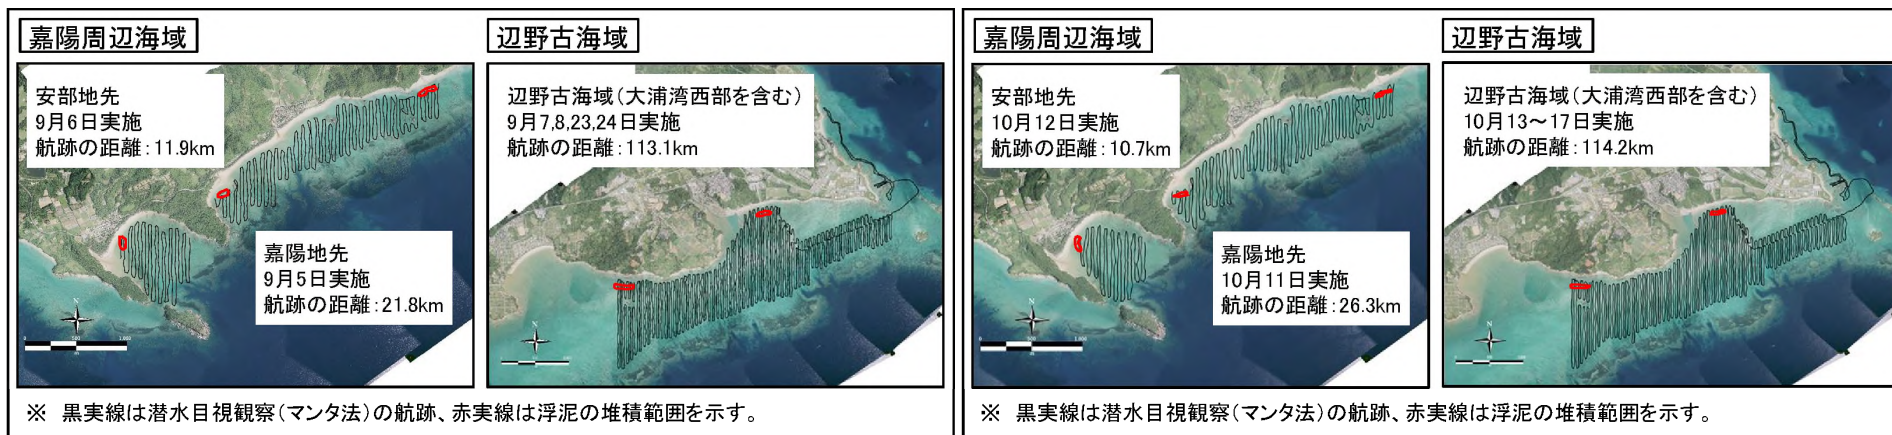 嘉陽周辺海域
辺野古海域
安部地先
9月6日実施
航跡の距離:11.9km
嘉陽地先
9月5日実施
航跡の距離:21.8km
辺野古海域(大浦湾西部を含む)
9月7,8,23,24日実施
航跡の距離:113.1km
※ 黒実線は潜水目視観察(マンタ法)の航跡、赤実線は浮泥の堆積範囲を示す。
嘉陽周辺海域
辺野古海域
安部地先
10月12日実施
航跡の距離:10.7km
嘉陽地先
10月11日実施
航跡の距離:26.3km
辺野古海域(大浦湾西部を含む)
10月13~17日実施
航跡の距離:114.2km
※ 黒実線は潜水目視観察(マンタ法)の航跡、赤実線は浮泥の堆積範囲を示す。